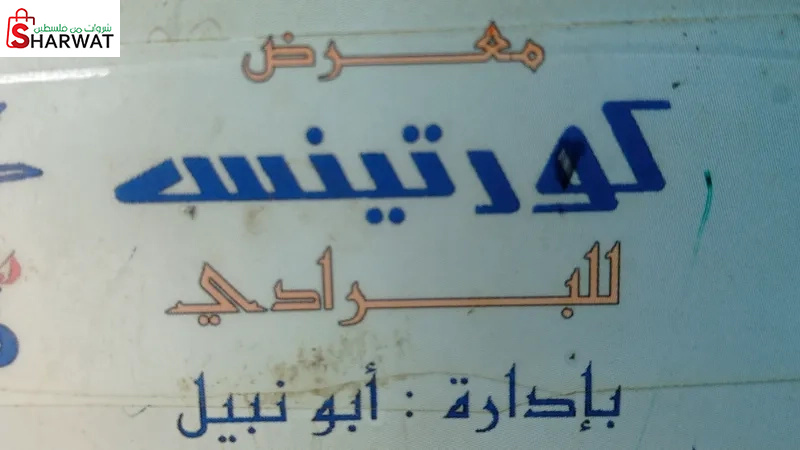 شروات من فلسطين
SHARWAT
معرض
كورتينس
للبرادي
بإدارة : أبو نبيل